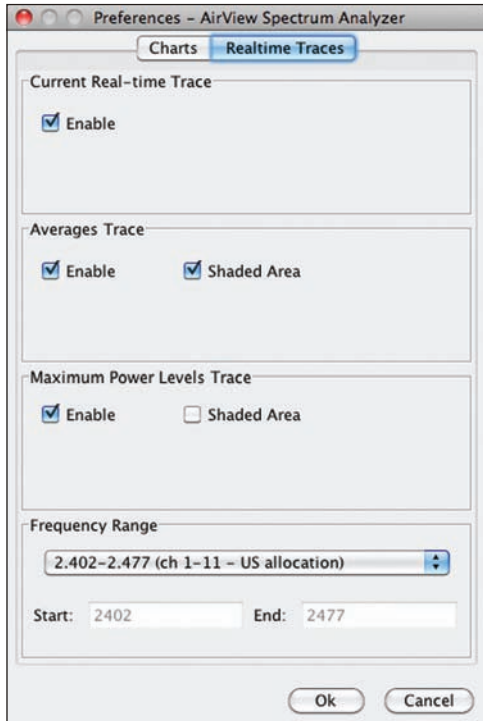 Preferences – AirView Spectrum Analyzer
Charts Realtime Traces
Current Real-time Trace
Enable
Averages Trace
Enable Shaded Area
Maximum Power Levels Trace
Enable Shaded Area
Frequency Range
2.402–2.477 (ch 1–11 – US allocation)
Start: 2402 End: 2477
Ok Cancel